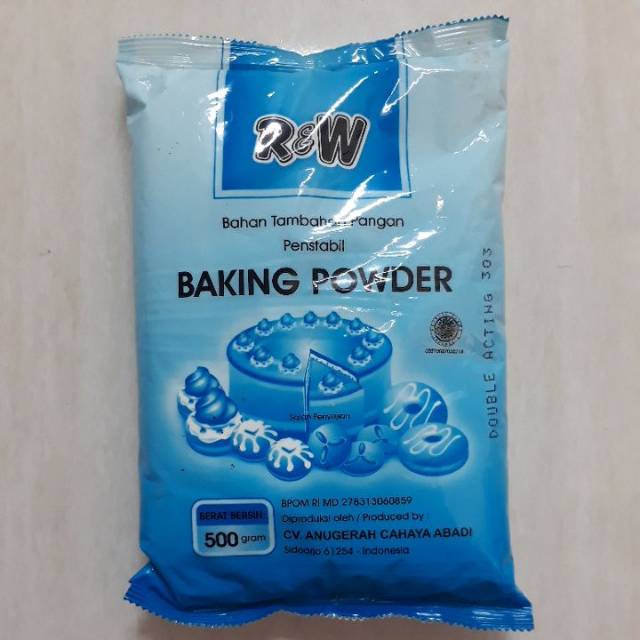 R&W
Bahan Tambahan Pangan
Penstabil
BAKING POWDER
DOUBLE ACTING 303
Saran Penyajian
BERAT BERSIH:
500 gram
BPOM RI MD 278313060859
Diproduksi oleh / Produced by :
CV. ANUGERAH CAHAYA ABADI
Sidoarjo 61254 - Indonesia